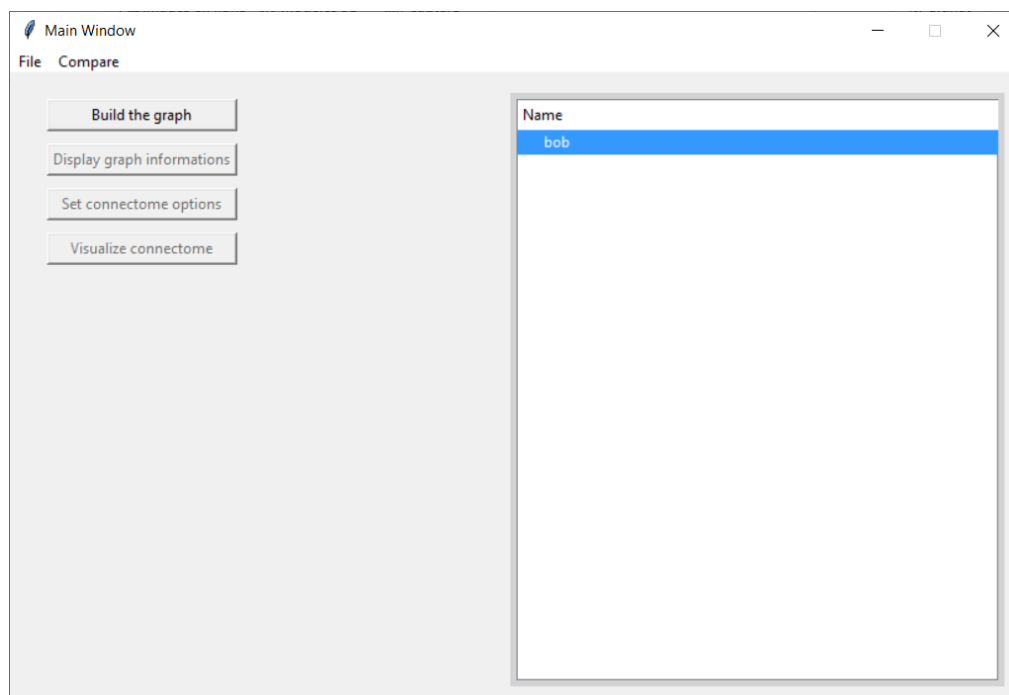 Main Window
File Compare
Build the graph
Display graph informations
Set connectome options
Visualize connectome
Name
bob